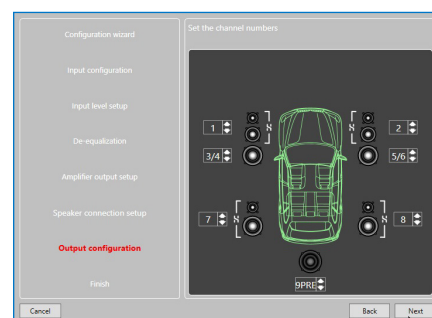 Configuration wizard
Set the channel numbers
Input configuration
Input level setup
De-equalization
Amplifier output setup
Speaker connection setup
Output configuration
Finish
1
2
3/4
5/6
7
8
9PRE
Cancel
Back
Next